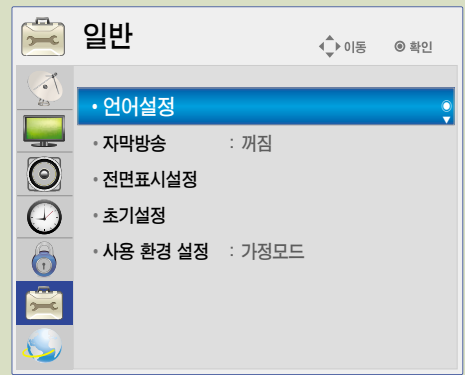 일반
이동 확인
• 언어설정
• 자막방송 : 꺼짐
• 전면표시설정
• 초기설정
• 사용 환경 설정 : 가정모드